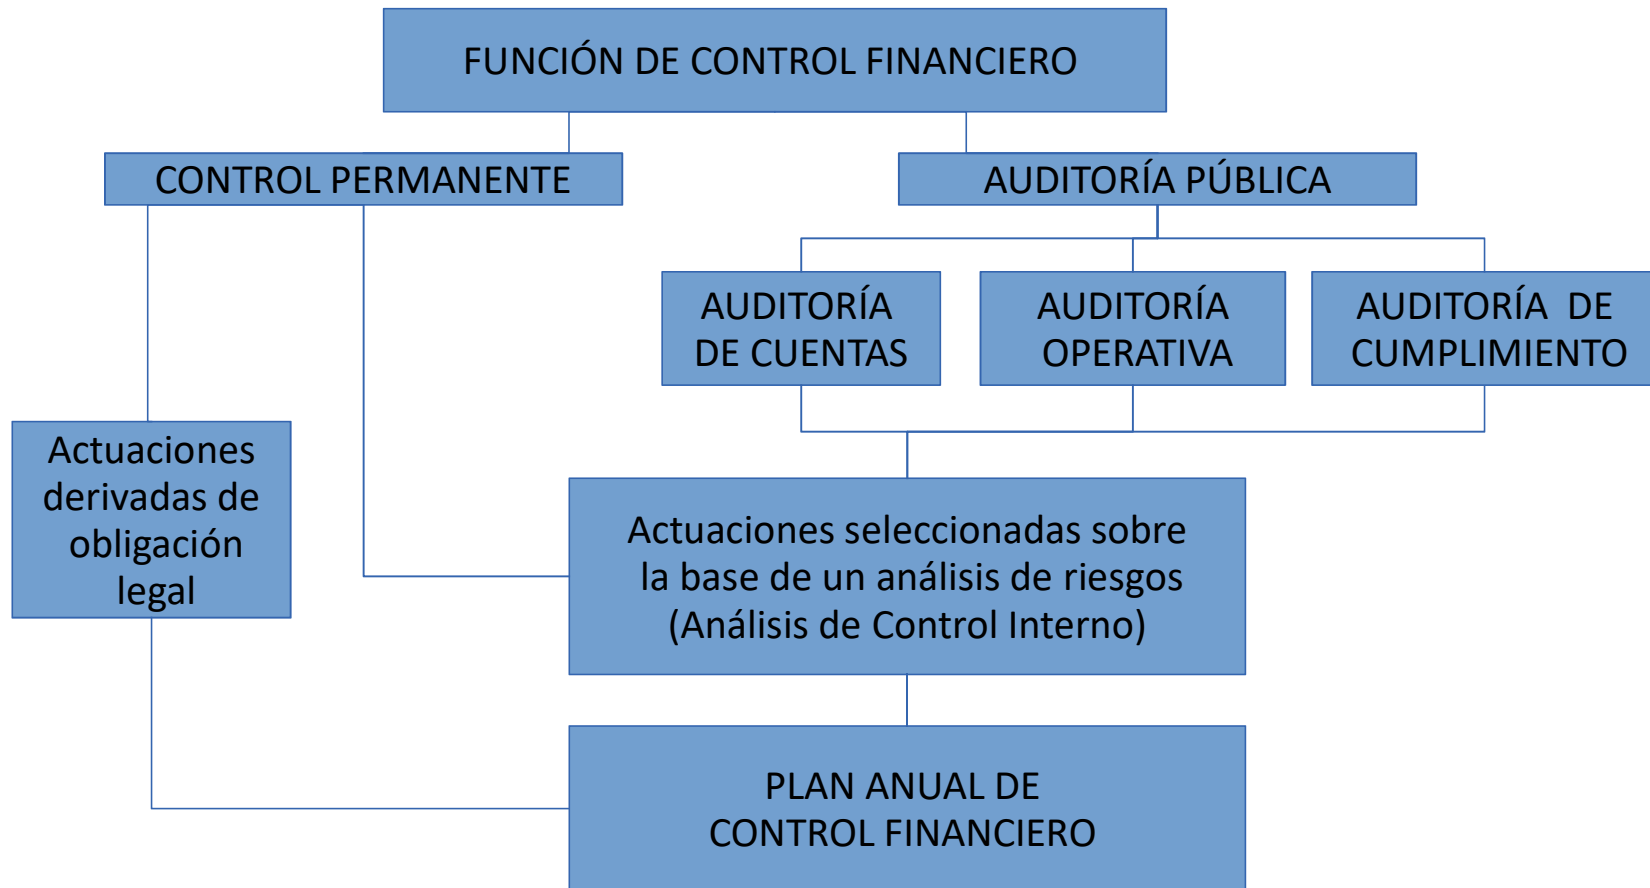 FUNCIÓN DE CONTROL FINANCIERO
CONTROL PERMANENTE
AUDITORÍA PÚBLICA
AUDITORÍA
DE CUENTAS
AUDITORÍA
OPERATIVA
AUDITORÍA DE
CUMPLIMIENTO
Actuaciones
derivadas de
obligación
legal
Actuaciones seleccionadas sobre
la base de un análisis de riesgos
(Análisis de Control Interno)
PLAN ANUAL DE
CONTROL FINANCIERO